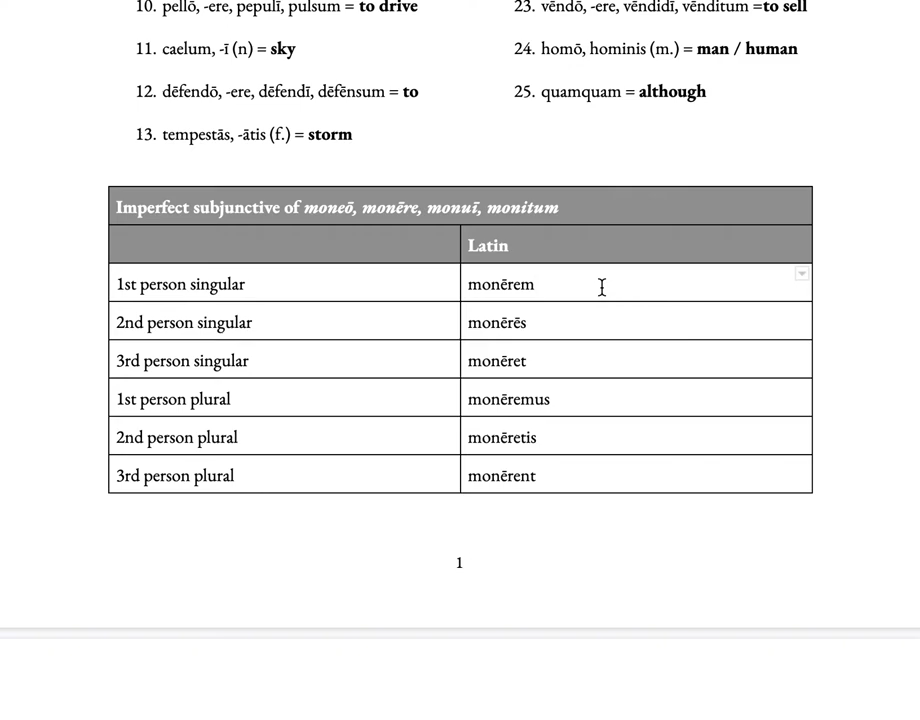 10. pellō, -ere, pepulī, pulsum = to drive
11. caelum, -ī (n) = sky
12. dēfendō, -ere, dēfendī, dēfēnsum = to
13. tempestās, -ātis (f.) = storm
23. vēndō, -ere, vēndidī, vēnditum =to sell
24. homō, hominis (m.) = man / human
25. quamquam = although
Imperfect subjunctive of moneō, monēre, monuī, monitum
Latin
1st person singular monērem
2nd person singular monērēs
3rd person singular monēret
1st person plural monēremus
2nd person plural monēretis
3rd person plural monērent
1